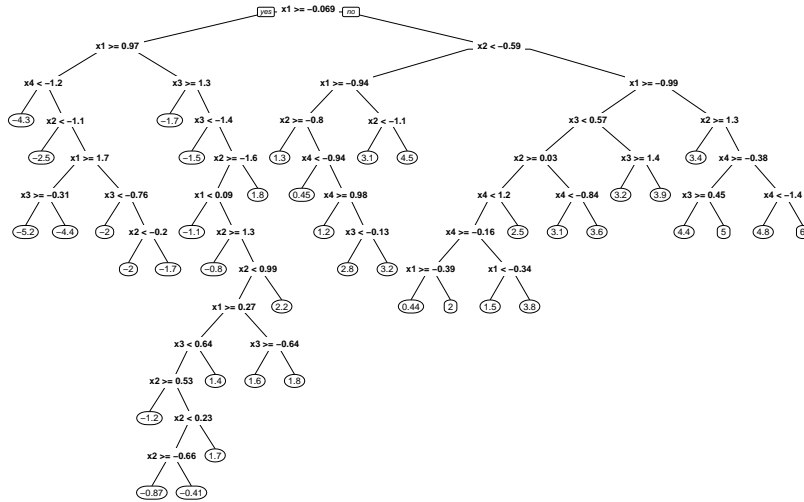 yes x1 >= −0.069 no
x1 >= 0.97 x2 < −0.59
x4 < −1.2 x3 >= 1.3 x1 >= −0.94 x1 >= −0.99
−4.3 x2 < −1.1 −1.7 x3 < −1.4 x2 >= −0.8 x2 < −1.1 x3 < 0.57 x2 >= 1.3
−2.5 x1 >= 1.7 −1.5 x2 >= −1.6 1.3 x4 < −0.94 3.1 4.5 x2 >= 0.03 x3 >= 1.4 3.4 x4 >= −0.38
x3 >= −0.31 x3 < −0.76 x1 < 0.09 1.8 0.45 x4 >= 0.98 x4 < 1.2 x4 < −0.84 3.2 3.9 x3 >= 0.45 x4 < −1.4
−5.2 −4.4 −2 x2 < −0.2 −1.1 x2 >= 1.3 1.2 x3 < −0.13 x4 >= −0.16 2.5 3.1 3.6 4.4 5 4.8 6
−2 −1.7 −0.8 x2 < 0.99 2.8 3.2 x1 >= −0.39 x1 < −0.34
x1 >= 0.27 2.2 0.44 2 1.5 3.8
x3 < 0.64 x3 >= −0.64
x2 >= 0.53 1.4 1.6 1.8
−1.2 x2 < 0.23
x2 >= −0.66 1.7
−0.87 −0.41